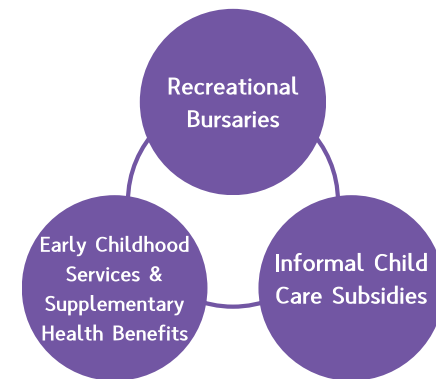 Recreational
Bursaries
Early Childhood
Services &
Supplementary
Health Benefits
Informal Child
Care Subsidies